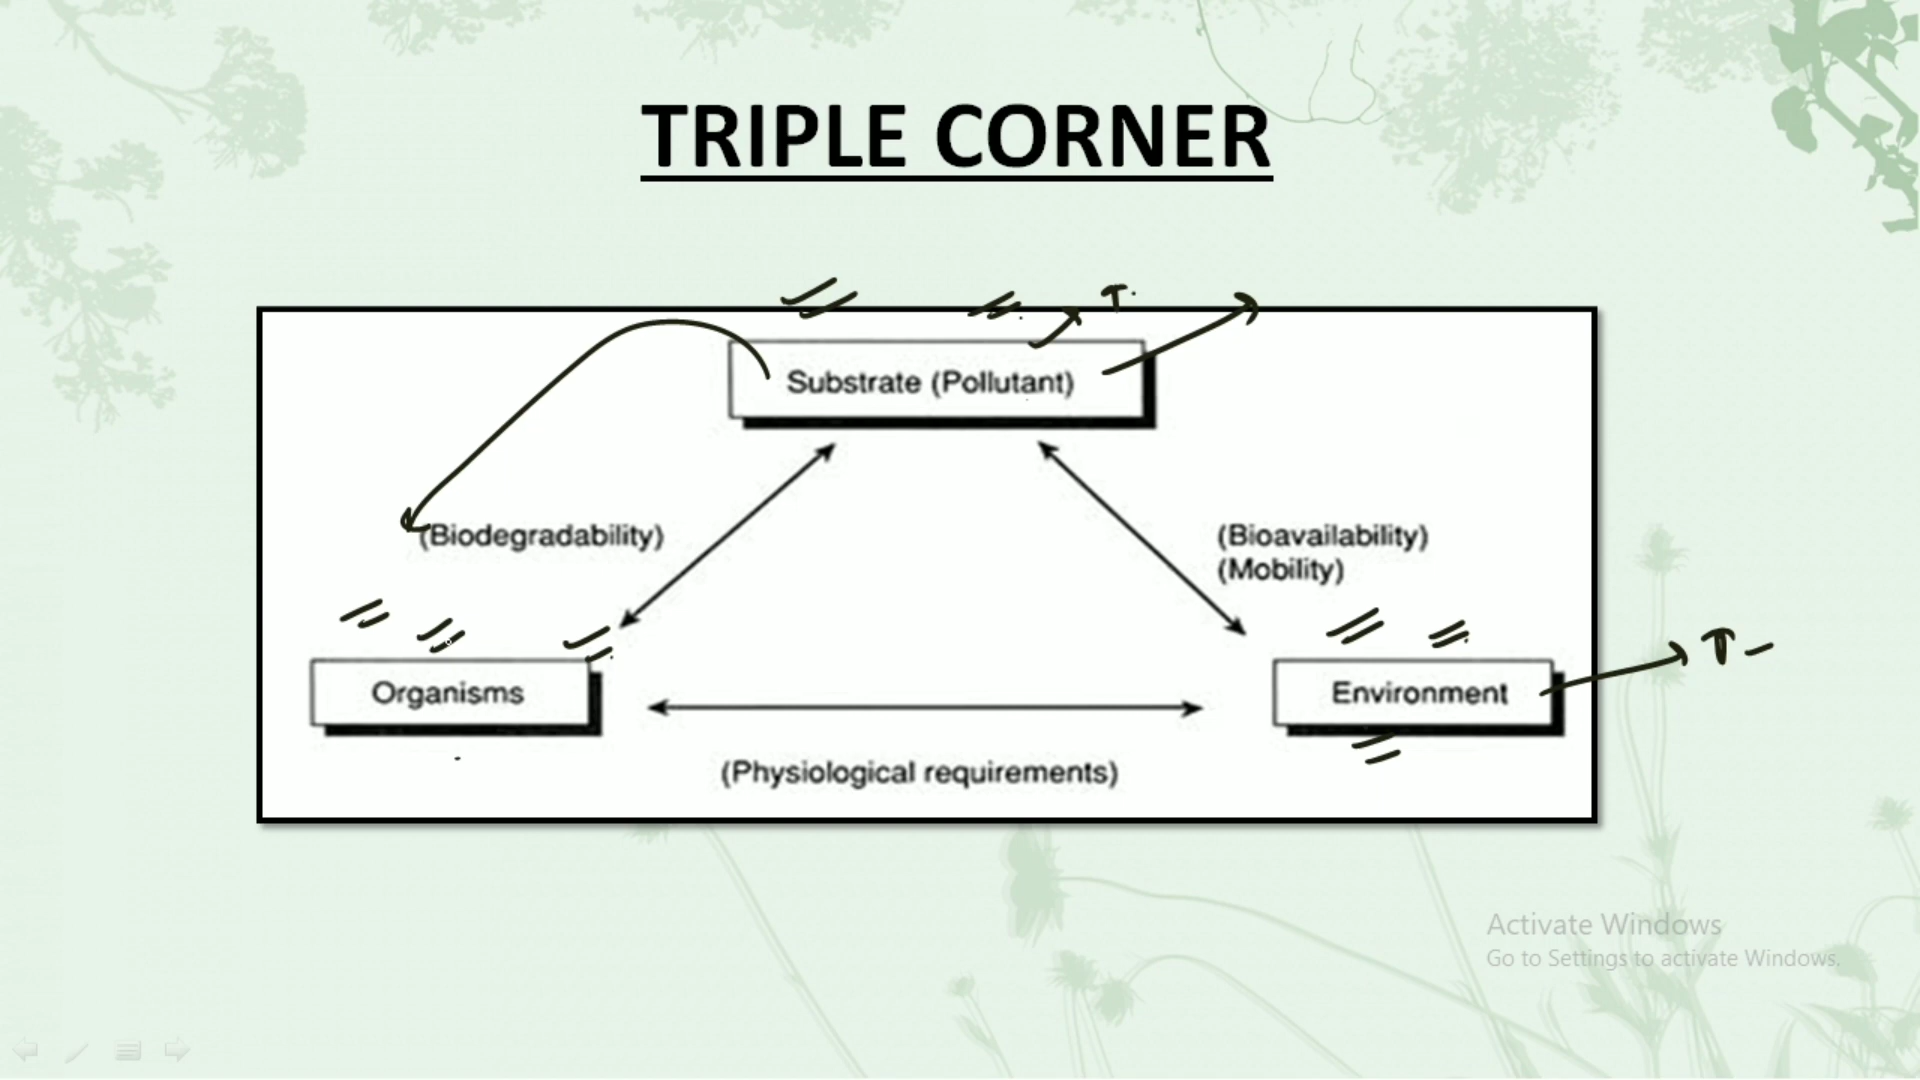 TRIPLE CORNER
T.
Substrate (Pollutant)
(Biodegradability)
(Bioavailability)
(Mobility)
Organisms
Environment
T -
(Physiological requirements)
Activate Windows
Go to Settings to activate Windows.